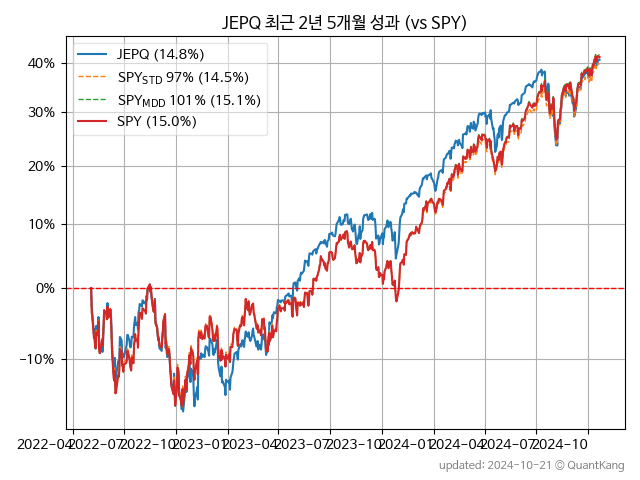 JEPQ 최근 2년 5개월 성과 (vs SPY)
JEPQ (14.8%)
SPY_STD 97% (14.5%)
SPY_MDD 101% (15.1%)
SPY (15.0%)
40%
30%
20%
10%
0%
−10%
2022−04 2022−07 2022−10 2023−01 2023−04 2023−07 2023−10 2024−01 2024−04 2024−07 2024−10
updated: 2024-10-21 © QuantKang